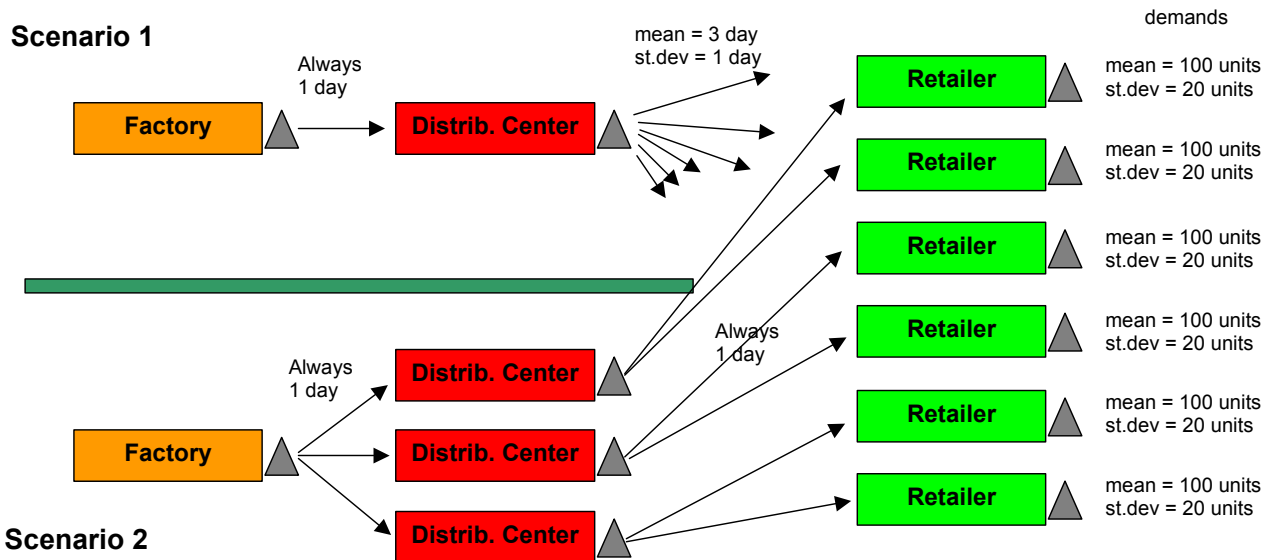 demands
Scenario 1
Always
1 day
mean = 3 day
st.dev = 1 day
Factory
Distrib. Center
Retailer
mean = 100 units
st.dev = 20 units
Retailer
mean = 100 units
st.dev = 20 units
Retailer
mean = 100 units
st.dev = 20 units
Retailer
mean = 100 units
st.dev = 20 units
Always
1 day
Always
1 day
Distrib. Center
Retailer
mean = 100 units
st.dev = 20 units
Factory
Distrib. Center
Retailer
mean = 100 units
st.dev = 20 units
Distrib. Center
Scenario 2